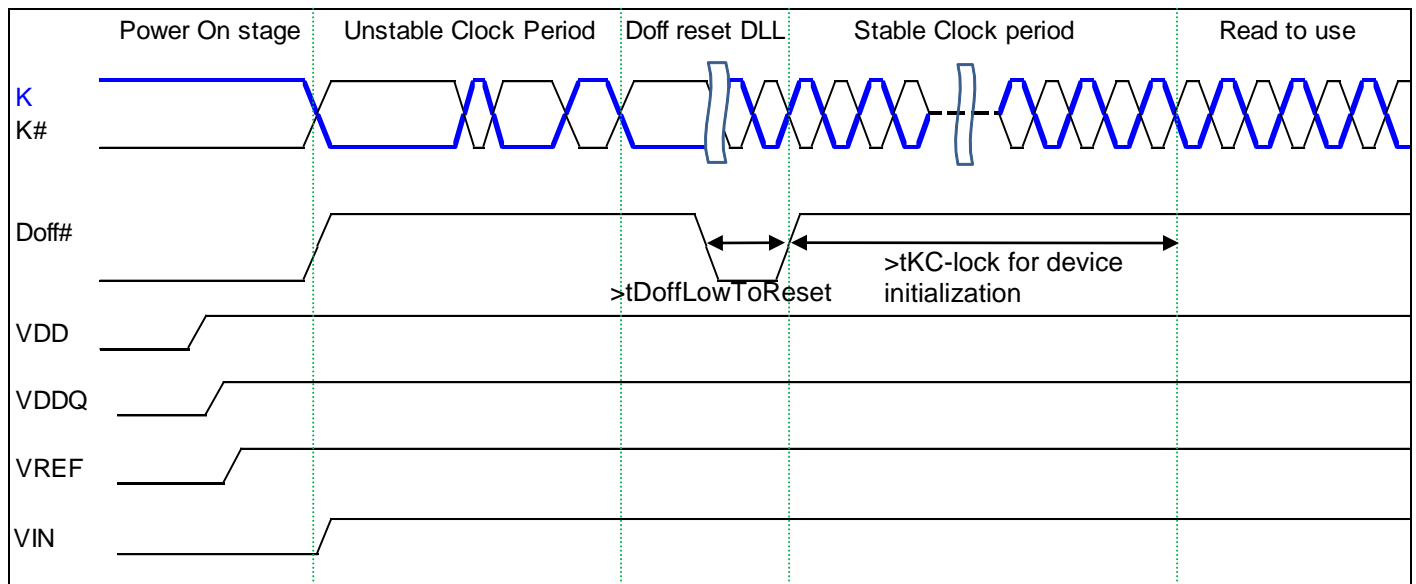 Power On stage
Unstable Clock Period
Doff reset DLL
Stable Clock period
Read to use
K
K#
Doff#
>tDoffLowToReset
>tKC-lock for device
initialization
VDD
VDDQ
VREF
VIN